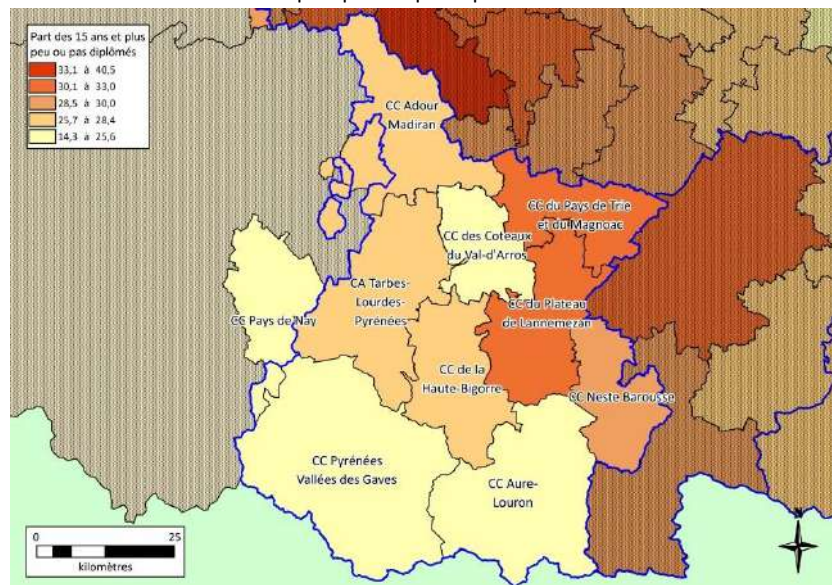 Part des 15 ans et plus
peu ou pas diplômés
33,1 à 40,5
30,1 à 33,0
28,5 à 30,0
25,7 à 28,4
14,3 à 25,6
CC Adour
Madiran
CC du Pays de Trie
et du Magnoac
CC des Coteaux
du Val-d'Arros
CA Tarbes-
Lourdes-
Pyrénées
CC Pays de Nay
CC du Plateau
de Lannemezan
CC de la
Haute-Bigorre
CC Neste Barousse
CC Pyrénées
Vallées des Gaves
CC Aure-
Louron
0 25
kilomètres
N